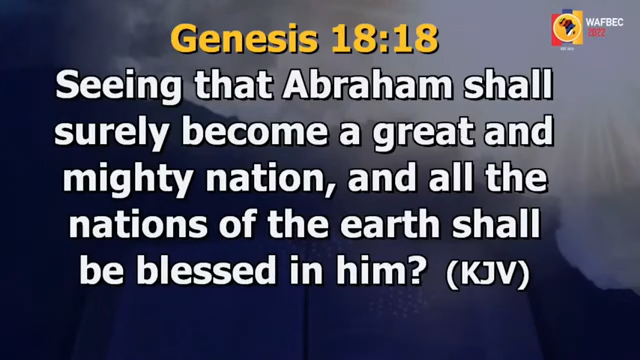 WAFBEC
2022
Genesis 18:18
Seeing that Abraham shall
surely become a great and
mighty nation, and all the
nations of the earth shall
be blessed in him? (KJV)